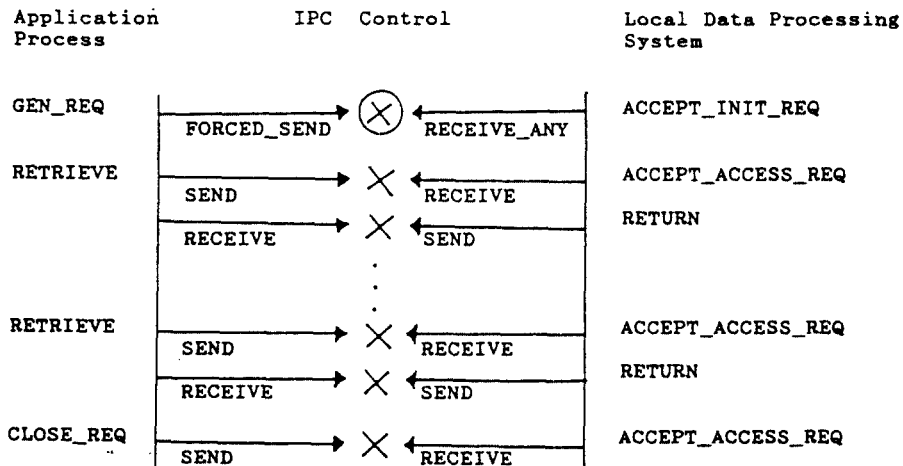 Application IPC Control Local Data Processing
Process System
GEN_REQ ACCEPT_INIT_REQ
FORCED_SEND RECEIVE_ANY
RETRIEVE ACCEPT_ACCESS_REQ
SEND RECEIVE
RETURN
RECEIVE SEND
RETRIEVE ACCEPT_ACCESS_REQ
SEND RECEIVE
RETURN
RECEIVE SEND
CLOSE_REQ ACCEPT_ACCESS_REQ
SEND RECEIVE